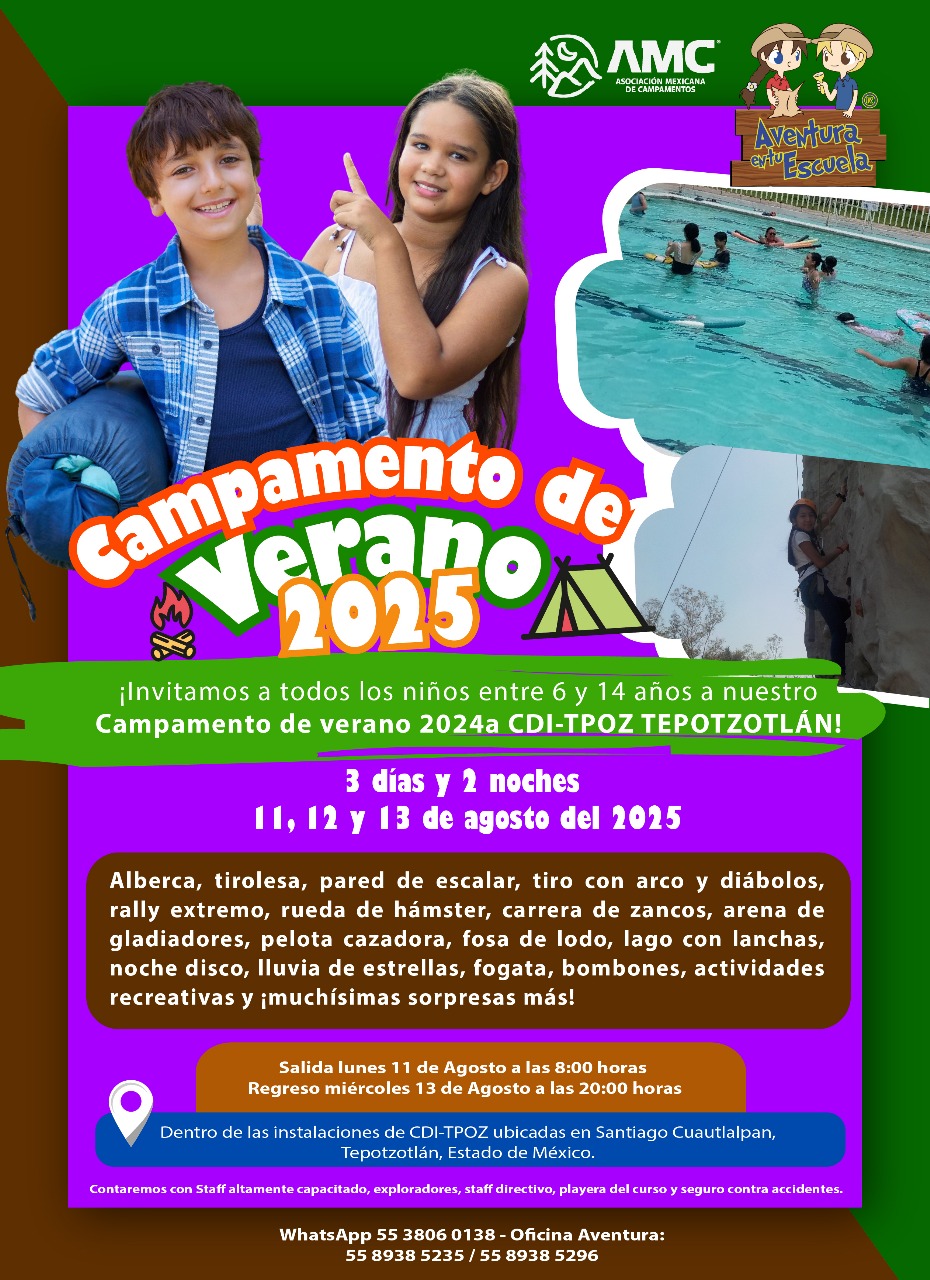 AMC
ASOCIACIÓN MEXICANA
DE CAMPAMENTOS
Aventura
en tu
Escuela
Campamento de
Verano
2025
¡Invitamos a todos los niños entre 6 y 14 años a nuestro
Campamento de verano 2024a CDI-TPOZ TEPOTZOTLÁN!
3 días y 2 noches
11, 12 y 13 de agosto del 2025
Alberca, tirolesa, pared de escalar, tiro con arco y diábolos,
rally extremo, rueda de hámster, carrera de zancos, arena de
gladiadores, pelota cazadora, fosa de lodo, lago con lanchas,
noche disco, lluvia de estrellas, fogata, bombones, actividades
recreativas y ¡muchísimas sorpresas más!
Salida lunes 11 de Agosto a las 8:00 horas
Regreso miércoles 13 de Agosto a las 20:00 horas
Dentro de las instalaciones de CDI-TPOZ ubicadas en Santiago Cuautlalpan,
Tepotzotlán, Estado de México.
Contaremos con Staff altamente capacitado, exploradores, staff directivo, playera del curso y seguro contra accidentes.
WhatsApp 55 3806 0138 - Oficina Aventura:
55 8938 5235 / 55 8938 5296